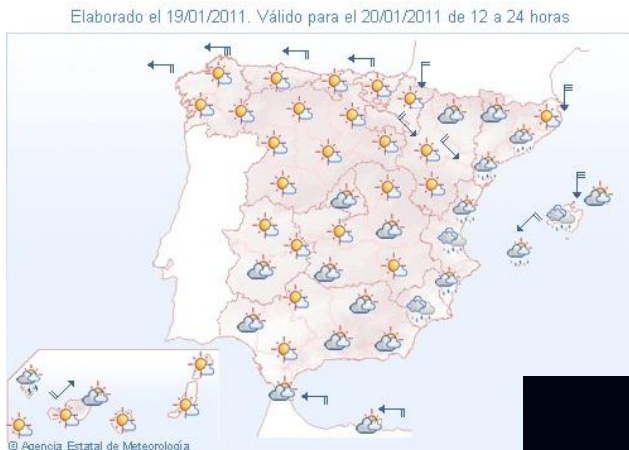 Elaborado el 19/01/2011. Válido para el 20/01/2011 de 12 a 24 horas
© Agencia Estatal de Meteorología